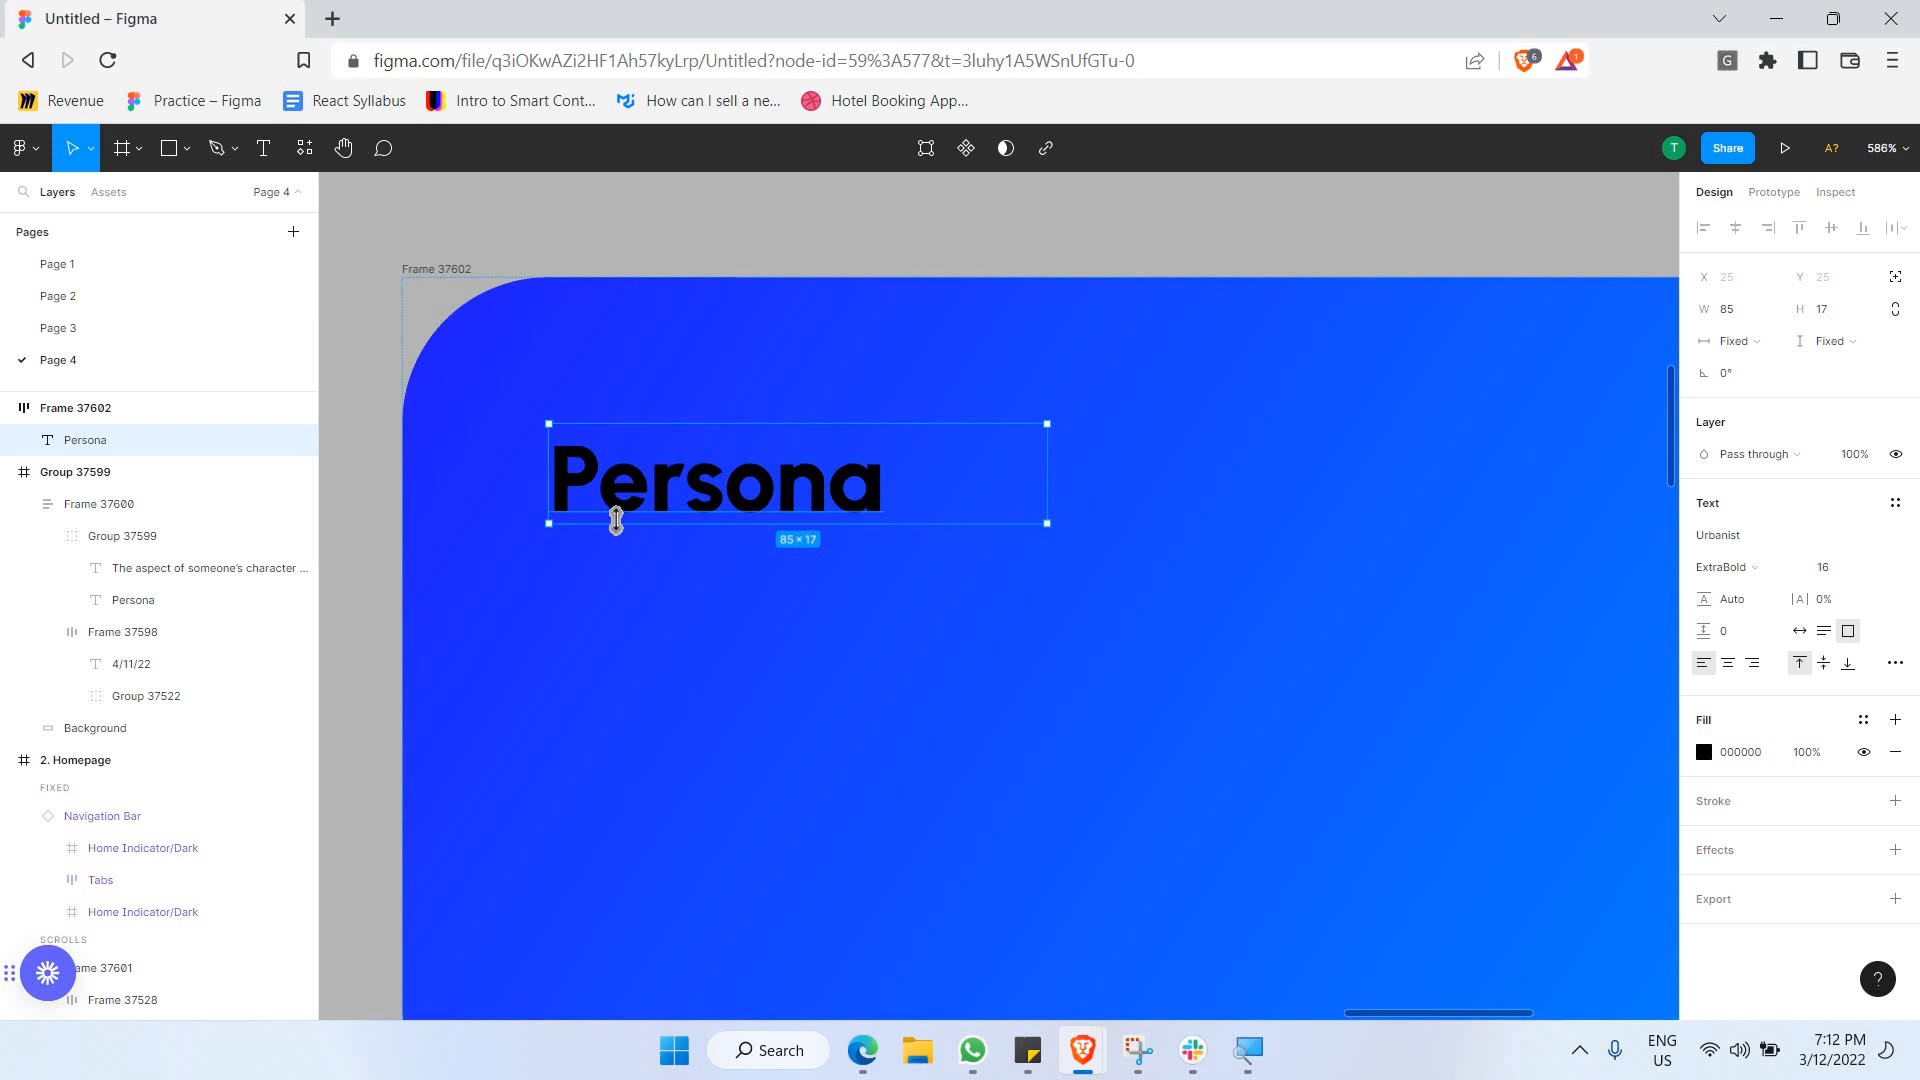 Untitled – Figma
figma.com/file/q3iOKwAZi2HF1Ah57kyLrp/Untitled?node-id=59%3A577&t=3luhy1A5WSnUfGTu-0
6
1
G
Revenue
Practice – Figma
React Syllabus
Intro to Smart Cont...
How can I sell a ne...
Hotel Booking App...
T
Share
A?
586%
Layers
Assets
Page 4
Pages
Page 1
Page 2
Page 3
Page 4
Frame 37602
Persona
Group 37599
Frame 37600
Group 37599
The aspect of someone's character ...
Persona
Frame 37598
4/11/22
Group 37522
Background
2. Homepage
FIXED
Navigation Bar
Home Indicator/Dark
Tabs
Home Indicator/Dark
SCROLLS
ame 37601
Frame 37528
Frame 37602
Persona
85 × 17
Design
Prototype
Inspect
X 25
Y 25
W 85
H 17
Fixed
Fixed
0°
Layer
Pass through
100%
Text
Urbanist
ExtraBold
16
A Auto
|A| 0%
0
Fill
000000
100%
Stroke
Effects
Export
?
Search
ENG
US
7:12 PM
3/12/2022